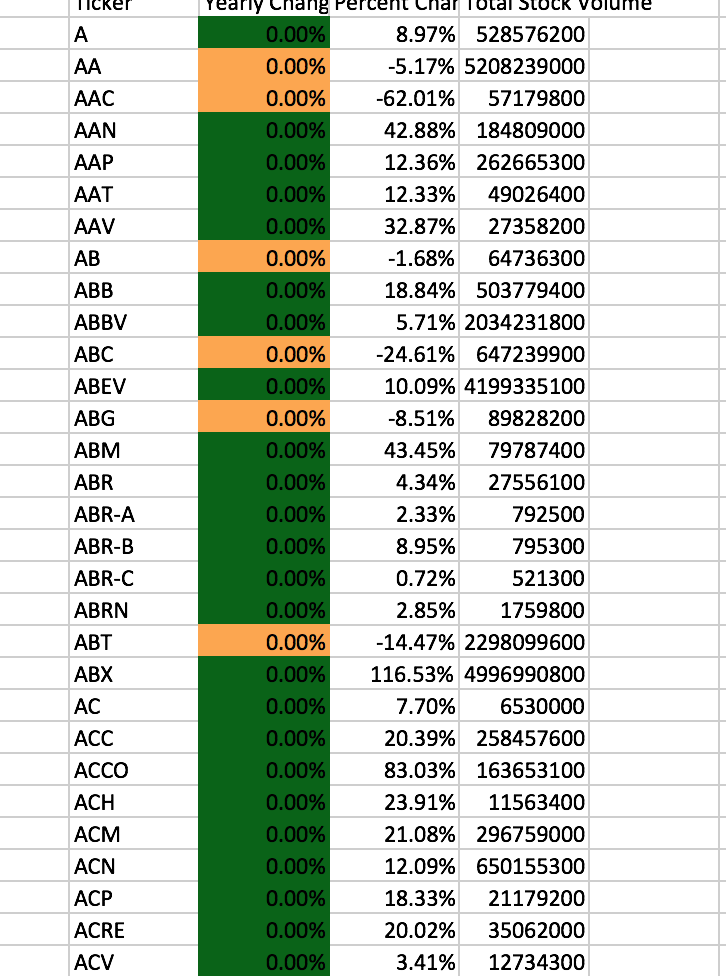 Ticker Yearly Chang Percent Char Total Stock Volume
A 0.00% 8.97% 528576200
AA 0.00% -5.17% 5208239000
AAC 0.00% -62.01% 57179800
AAN 0.00% 42.88% 184809000
AAP 0.00% 12.36% 262665300
AAT 0.00% 12.33% 49026400
AAV 0.00% 32.87% 27358200
AB 0.00% -1.68% 64736300
ABB 0.00% 18.84% 503779400
ABBV 0.00% 5.71% 2034231800
ABC 0.00% -24.61% 647239900
ABEV 0.00% 10.09% 4199335100
ABG 0.00% -8.51% 89828200
ABM 0.00% 43.45% 79787400
ABR 0.00% 4.34% 27556100
ABR-A 0.00% 2.33% 792500
ABR-B 0.00% 8.95% 795300
ABR-C 0.00% 0.72% 521300
ABRN 0.00% 2.85% 1759800
ABT 0.00% -14.47% 2298099600
ABX 0.00% 116.53% 4996990800
AC 0.00% 7.70% 6530000
ACC 0.00% 20.39% 258457600
ACCO 0.00% 83.03% 163653100
ACH 0.00% 23.91% 11563400
ACM 0.00% 21.08% 296759000
ACN 0.00% 12.09% 650155300
ACP 0.00% 18.33% 21179200
ACRE 0.00% 20.02% 35062000
ACV 0.00% 3.41% 12734300